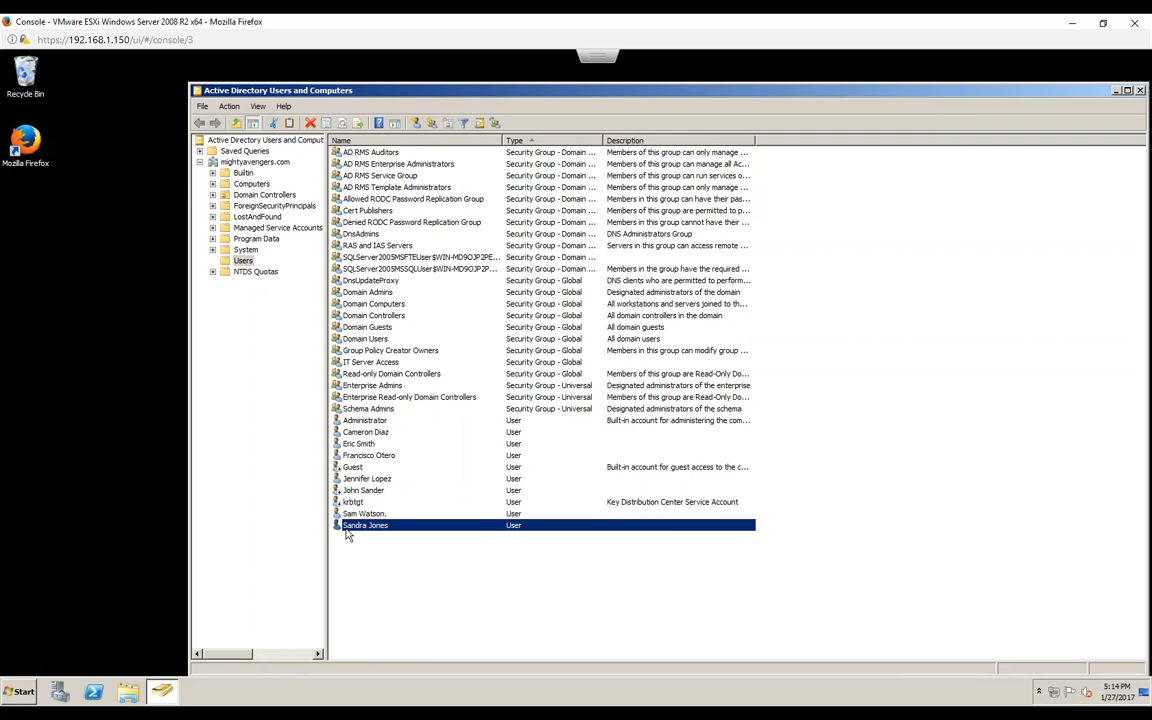 Console - VMware ESXi Windows Server 2008 R2 x64 - Mozilla Firefox
https://192.168.1.150/ui/#/console/3
Recycle Bin
Mozilla Firefox
Active Directory Users and Computers
File Action View Help
Active Directory Users and Comput
Saved Queries
mightyavengers.com
Builtin
Computers
Domain Controllers
ForeignSecurityPrincipals
LostAndFound
Managed Service Accounts
Program Data
System
Users
NTDS Quotas
Name Type Description
AD RMS Auditors Security Group - Domain ... Members of this group can only manage ...
AD RMS Enterprise Administrators Security Group - Domain ... Members of this group can manage all Ac...
AD RMS Service Group Security Group - Domain ... Members of this group can run services o...
AD RMS Template Administrators Security Group - Domain ... Members of this group can only manage ...
Allowed RODC Password Replication Group Security Group - Domain ... Members in this group can have their pas...
Cert Publishers Security Group - Domain ... Members of this group are permitted to p...
Denied RODC Password Replication Group Security Group - Domain ... Members in this group cannot have their ...
DnsAdmins Security Group - Domain ... DNS Administrators Group
RAS and IAS Servers Security Group - Domain ... Servers in this group can access remote ...
SQLServer2005MSFTEUser$WIN-MD9OJP2PE... Security Group - Domain ...
SQLServer2005MSSQLUser$WIN-MD9OJP2P... Security Group - Domain ... Members in the group have the required ...
DnsUpdateProxy Security Group - Global DNS clients who are permitted to perform...
Domain Admins Security Group - Global Designated administrators of the domain
Domain Computers Security Group - Global All workstations and servers joined to th...
Domain Controllers Security Group - Global All domain controllers in the domain
Domain Guests Security Group - Global All domain guests
Domain Users Security Group - Global All domain users
Group Policy Creator Owners Security Group - Global Members in this group can modify group ...
IT Server Access Security Group - Global
Read-only Domain Controllers Security Group - Global Members of this group are Read-Only Do...
Enterprise Admins Security Group - Universal Designated administrators of the enterprise
Enterprise Read-only Domain Controllers Security Group - Universal Members of this group are Read-Only Do...
Schema Admins Security Group - Universal Designated administrators of the schema
Administrator User Built-in account for administering the com...
Cameron Diaz User
Eric Smith User
Francisco Otero User
Guest User Built-in account for guest access to the c...
Jennifer Lopez User
John Sander User
krbtgt User Key Distribution Center Service Account
Sam Watson. User
Sandra Jones User
Start
5:14 PM
1/27/2017